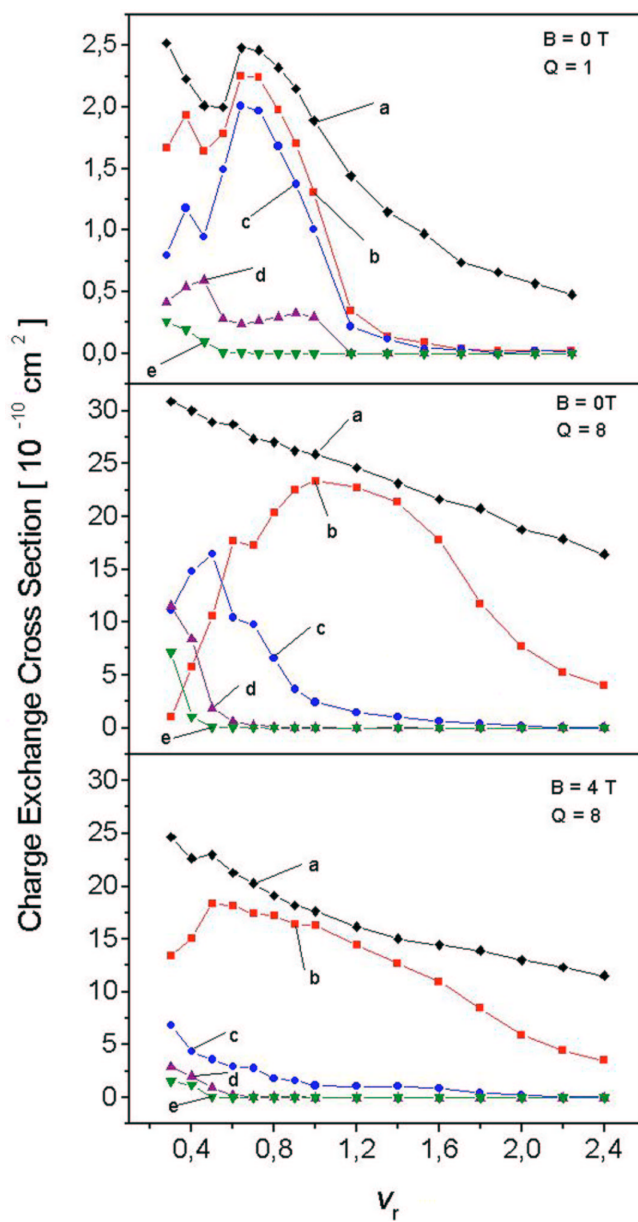 Charge Exchange Cross Section [ 10 ⁻¹⁰ cm ² ]
B = 0 T
Q = 1
2,5
2,0
1,5
1,0
0,5
0,0
a
b
c
d
e
B = 0T
Q = 8
30
25
20
15
10
5
0
a
b
c
d
e
B = 4 T
Q = 8
30
25
20
15
10
5
0
a
b
c
d
e
0,4 0,8 1,2 1,6 2,0 2,4
Vr